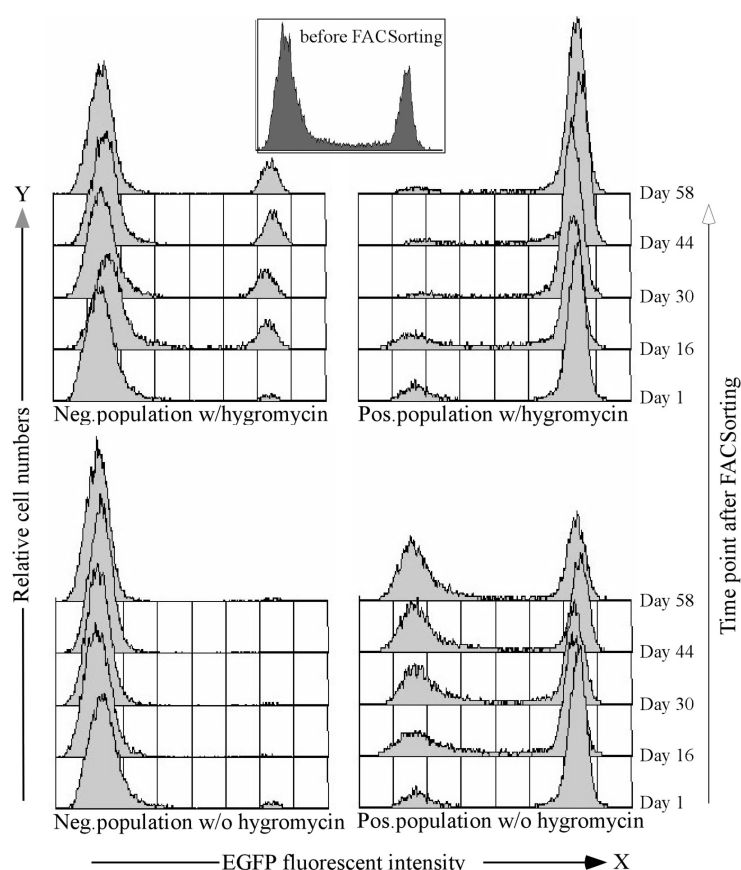 before FACSorting
Y
Day 58
Day 44
Day 30
Day 16
Day 1
Neg.population w/hygromycin
Pos.population w/hygromycin
Relative cell numbers
Time point after FACSorting
Day 58
Day 44
Day 30
Day 16
Day 1
Neg.population w/o hygromycin
Pos.population w/o hygromycin
EGFP fluorescent intensity
X